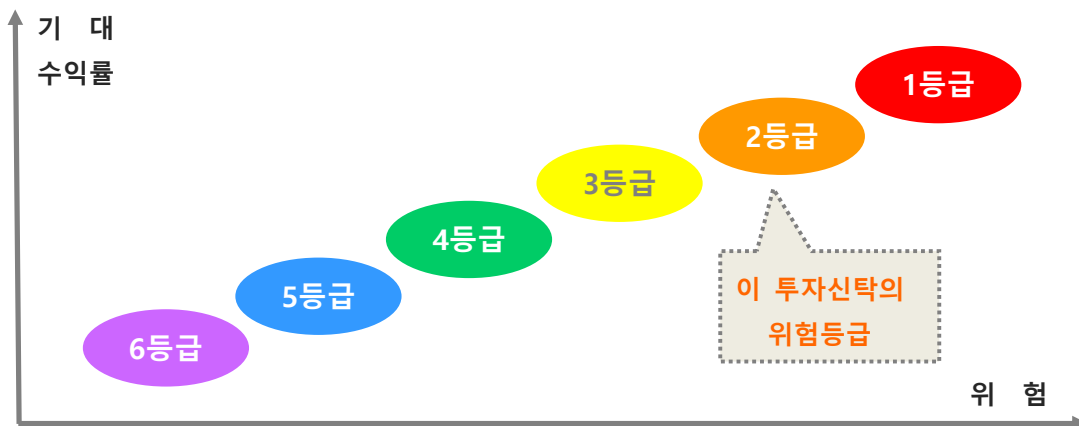 기 대
수익률
1등급
2등급
3등급
4등급
5등급
6등급
이 투자신탁의
위험등급
위 험